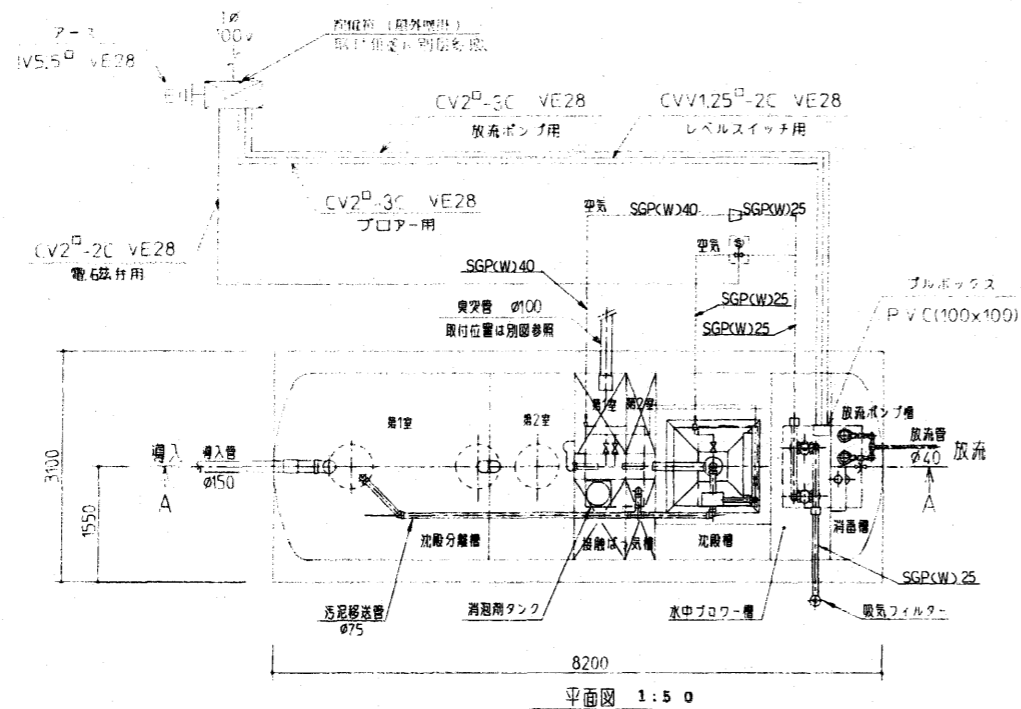 アース
IV5.5□ VE28
1φ
100V
CV2□-3C VE28
放流ポンプ用
CVV1.25□-2C VE28
レベルスイッチ用
CV2□-3C VE28
ブロアー用
CV2□-2C VE28
電磁弁用
空気
SGP(W)40
SGP(W)25
空気
SGP(W)40
SGP(W)25
SGP(W)25
臭突管 Ø100
取付位置は別図参照
プルボックス
PVC(100x100)
第1室
第2室
第1室
第2室
放流ポンプ槽
放流管
Ø40
放流
導入
導入管
Ø150
A
A
3100
1550
沈殿分離槽
接触ばっ気槽
沈殿槽
消毒槽
SGP(W)25
汚泥移送管
Ø75
消泡剤タンク
水中ブロワー槽
吸気フィルター
8200
平面図 1:50